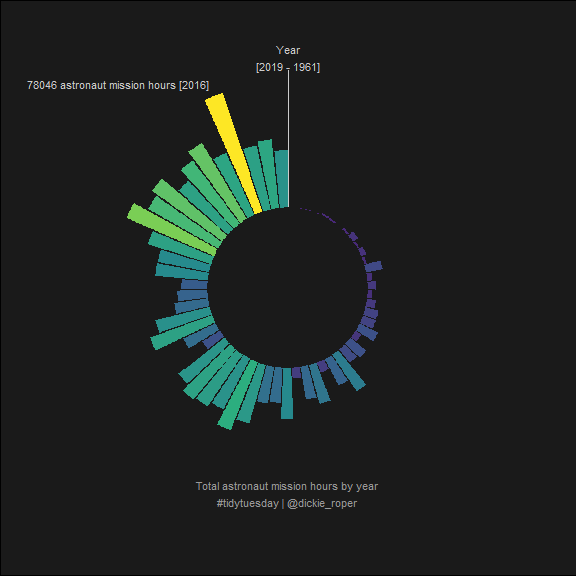 Year
[2019 - 1961]
78046 astronaut mission hours [2016]
Total astronaut mission hours by year
#tidytuesday | @dickie_roper